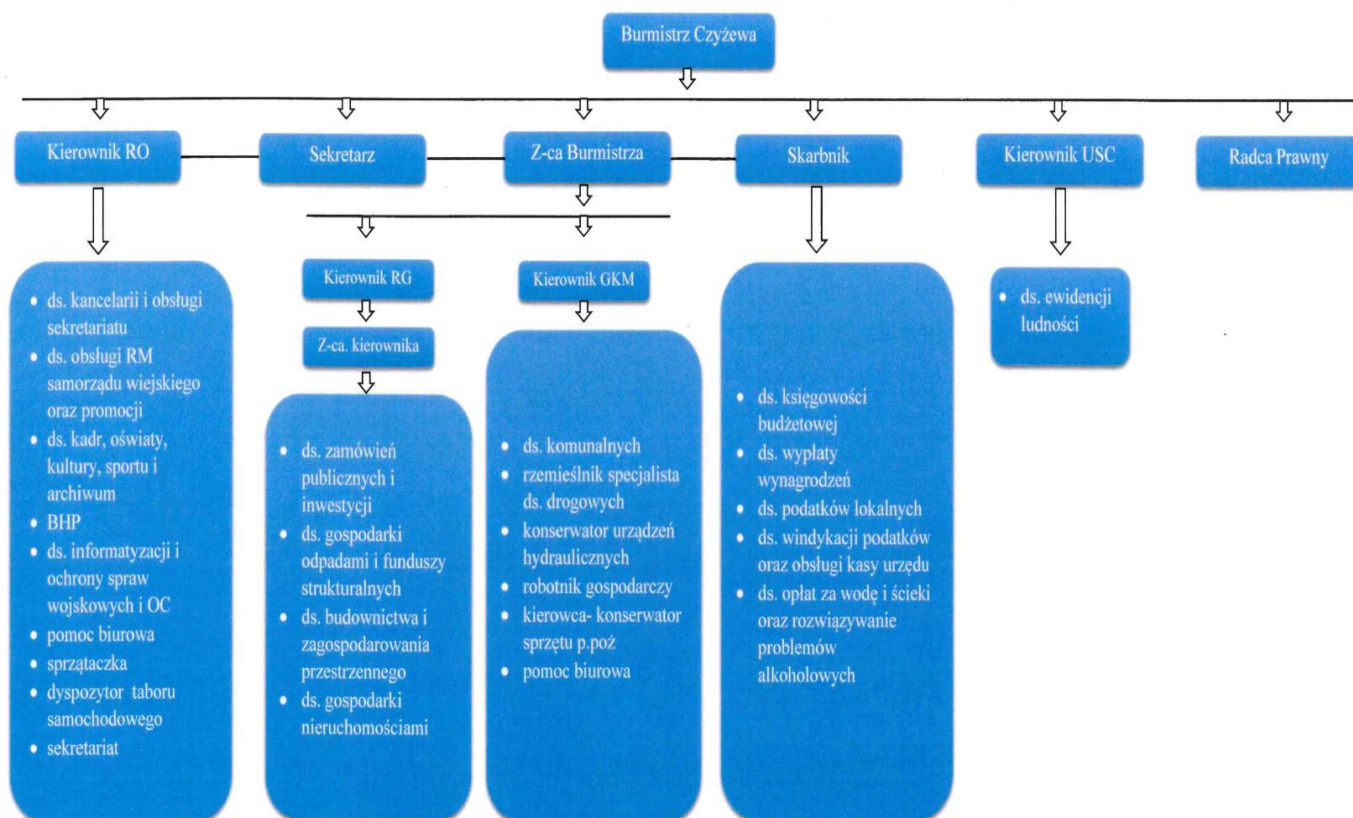 Burmistrz Czyżewa
Kierownik RO
Sekretarz
Z-ca Burmistrza
Skarbnik
Kierownik USC
Radca Prawny
Kierownik RG
Z-ca. kierownika
Kierownik GKM
• ds. kancelarii i obsługi
sekretariatu
• ds. obsługi RM
samorządu wiejskiego
oraz promocji
• ds. kadr, oświaty,
kultury, sportu i
archiwum
• BHP
• ds. informatyzacji i
ochrony spraw
wojskowych i OC
• pomoc biurowa
• sprzątaczka
• dyspozytor taboru
samochodowego
• sekretariat
• ds. zamówień
publicznych i
inwestycji
• ds. gospodarki
odpadami i funduszy
strukturalnych
• ds. budownictwa i
zagospodarowania
przestrzennego
• ds. gospodarki
nieruchomościami
• ds. komunalnych
• rzemieślnik specjalista
ds. drogowych
• konserwator urządzeń
hydraulicznych
• robotnik gospodarczy
• kierowca- konserwator
sprzętu p.poż
• pomoc biurowa
• ds. księgowości
budżetowej
• ds. wypłaty
wynagrodzeń
• ds. podatków lokalnych
• ds. windykacji podatków
oraz obsługi kasy urzędu
• ds. opłat za wodę i ścieki
oraz rozwiązywanie
problemów
alkoholowych
• ds. ewidencji
ludności